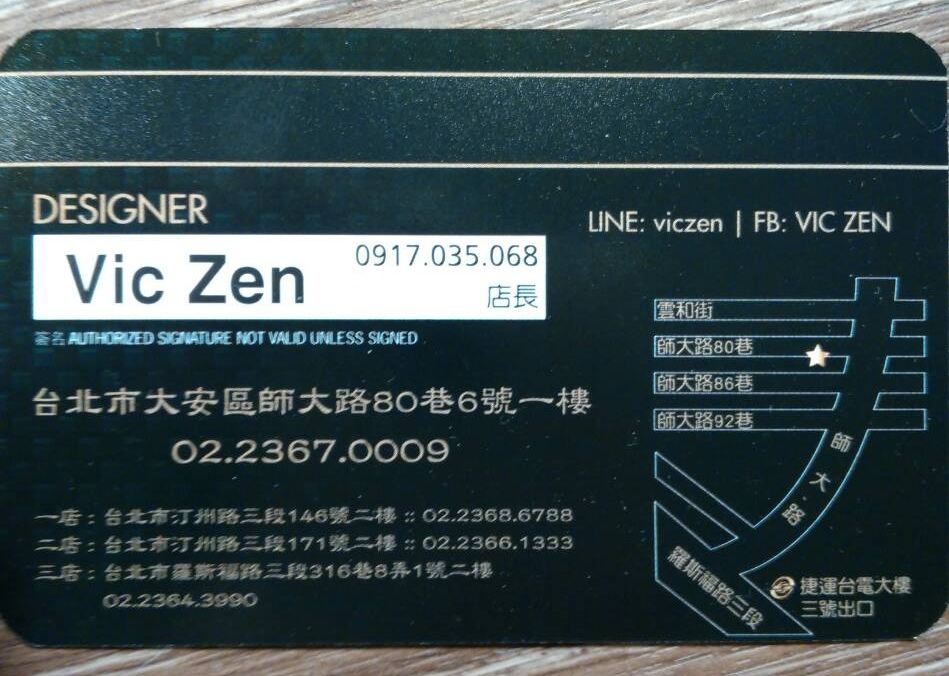 DESIGNER
Vic Zen
0917.035.068
店長
簽名 AUTHORIZED SIGNATURE NOT VALID UNLESS SIGNED
LINE: viczen | FB: VIC ZEN
台北市大安區師大路80巷6號一樓
02.2367.0009
一店：台北市汀州路三段146號二樓 :: 02.2368.6788
二店：台北市汀州路三段171號二樓 :: 02.2366.1333
三店：台北市羅斯福路三段316巷8弄1號二樓
02.2364.3990
雲和街
師大路80巷
師大路86巷
師大路92巷
師大路
羅斯福路三段
捷運台電大樓
三號出口